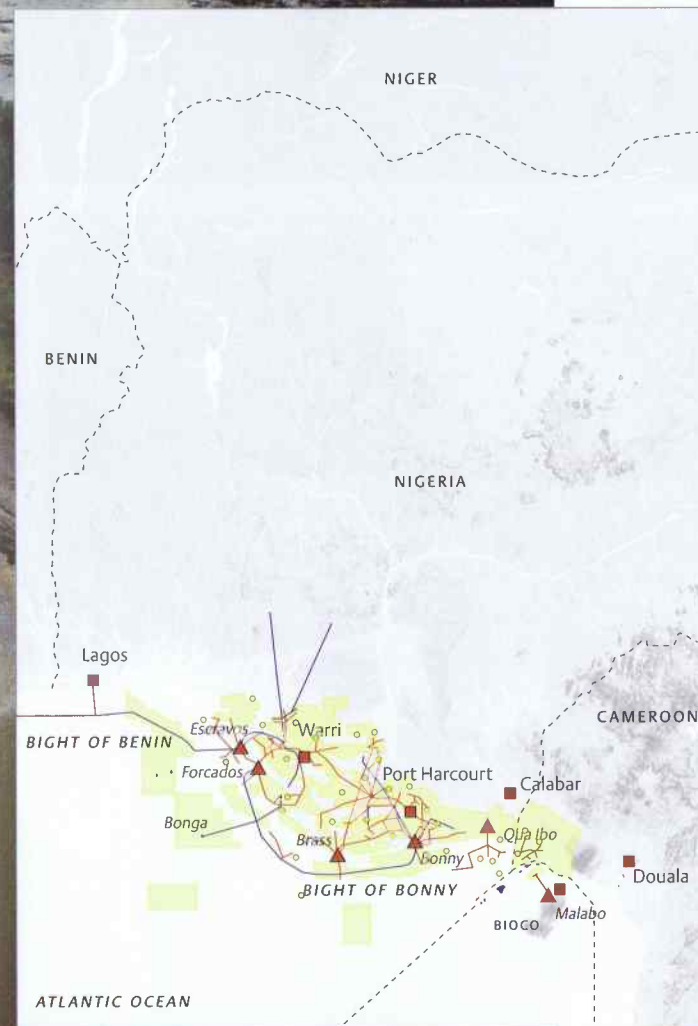 NIGER
BENIN
NIGERIA
Lagos
CAMEROON
BIGHT OF BENIN
Escravos
Warri
Forcados
Port Harcourt
Calabar
Bonga
Qua Ibo
Brass
Bonny
Douala
BIGHT OF BONNY
Malabo
BIOCO
ATLANTIC OCEAN